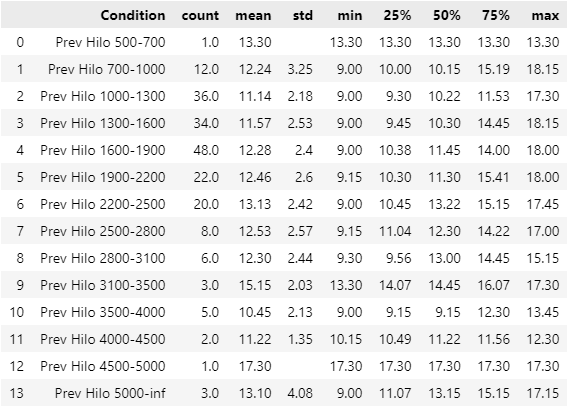 Condition count mean std min 25% 50% 75% max
0 Prev Hilo 500-700 1.0 13.30 13.30 13.30 13.30 13.30 13.30
1 Prev Hilo 700-1000 12.0 12.24 3.25 9.00 10.00 10.15 15.19 18.15
2 Prev Hilo 1000-1300 36.0 11.14 2.18 9.00 9.30 10.22 11.53 17.30
3 Prev Hilo 1300-1600 34.0 11.57 2.53 9.00 9.45 10.30 14.45 18.15
4 Prev Hilo 1600-1900 48.0 12.28 2.4 9.00 10.38 11.45 14.00 18.00
5 Prev Hilo 1900-2200 22.0 12.46 2.6 9.15 10.30 11.30 15.41 18.00
6 Prev Hilo 2200-2500 20.0 13.13 2.42 9.00 10.45 13.22 15.15 17.45
7 Prev Hilo 2500-2800 8.0 12.53 2.57 9.15 11.04 12.30 14.22 17.00
8 Prev Hilo 2800-3100 6.0 12.30 2.44 9.30 9.56 13.00 14.45 15.15
9 Prev Hilo 3100-3500 3.0 15.15 2.03 13.30 14.07 14.45 16.07 17.30
10 Prev Hilo 3500-4000 5.0 10.45 2.13 9.00 9.15 9.15 12.30 13.45
11 Prev Hilo 4000-4500 2.0 11.22 1.35 10.15 10.49 11.22 11.56 12.30
12 Prev Hilo 4500-5000 1.0 17.30 17.30 17.30 17.30 17.30 17.30
13 Prev Hilo 5000-inf 3.0 13.10 4.08 9.00 11.07 13.15 15.15 17.15